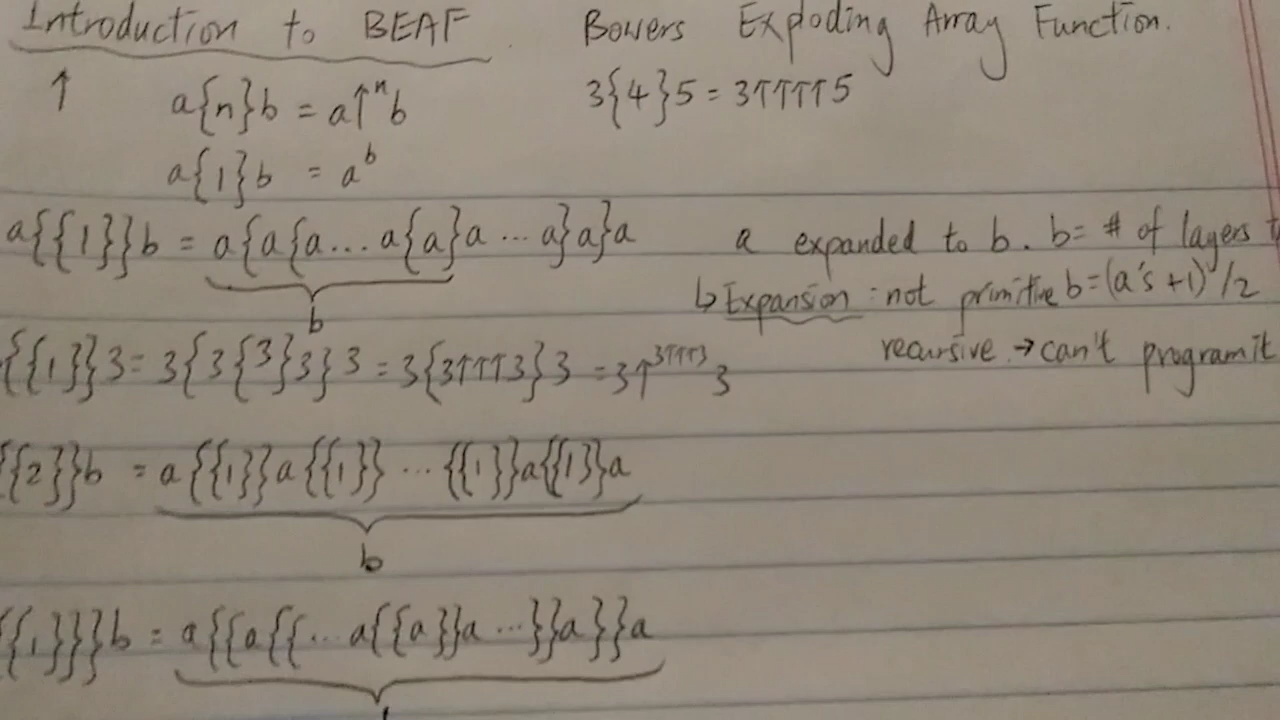 Introduction to BEAF Bowers Exploding Array Function.
↑ a{n}b = a↑ⁿb 3{4}5 = 3↑↑↑↑5
a{1}b = aᵇ
a{{1}}b = a{a{a...a{a}a...a}a}a a expanded to b. b = # of layers
b
↳ Expansion : not primitive b=(a's +1)/2
{{1}}3 = 3{3{3}3}3 = 3{3↑↑↑3}3 = 3↑³↑↑↑³3 recursive → can't program it
{{2}}b = a{{1}}a{{1}} ... {{1}}a{{1}}a
b
{{1}}}b = a{{a{{...a{{a}}a...}}a}}a